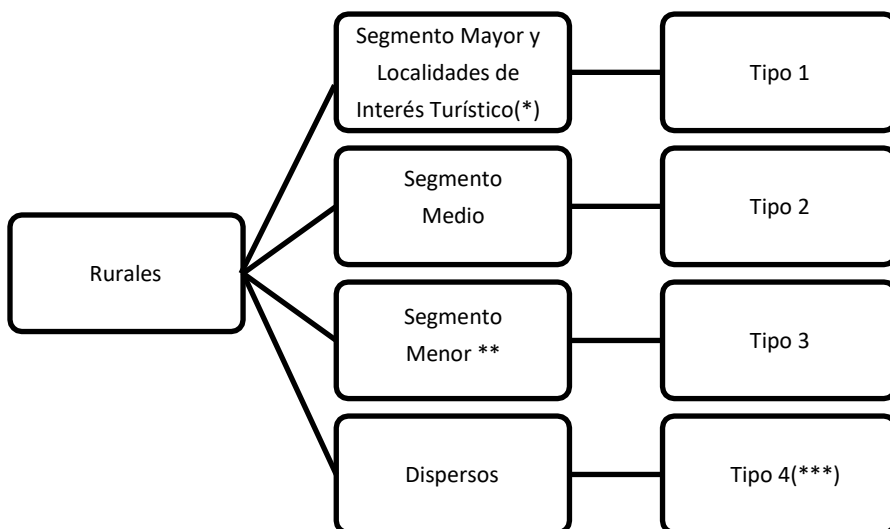 Segmento Mayor y
Localidades de
Interés Turístico(*)
Tipo 1
Segmento
Medio
Tipo 2
Rurales
Segmento
Menor **
Tipo 3
Dispersos
Tipo 4(***)